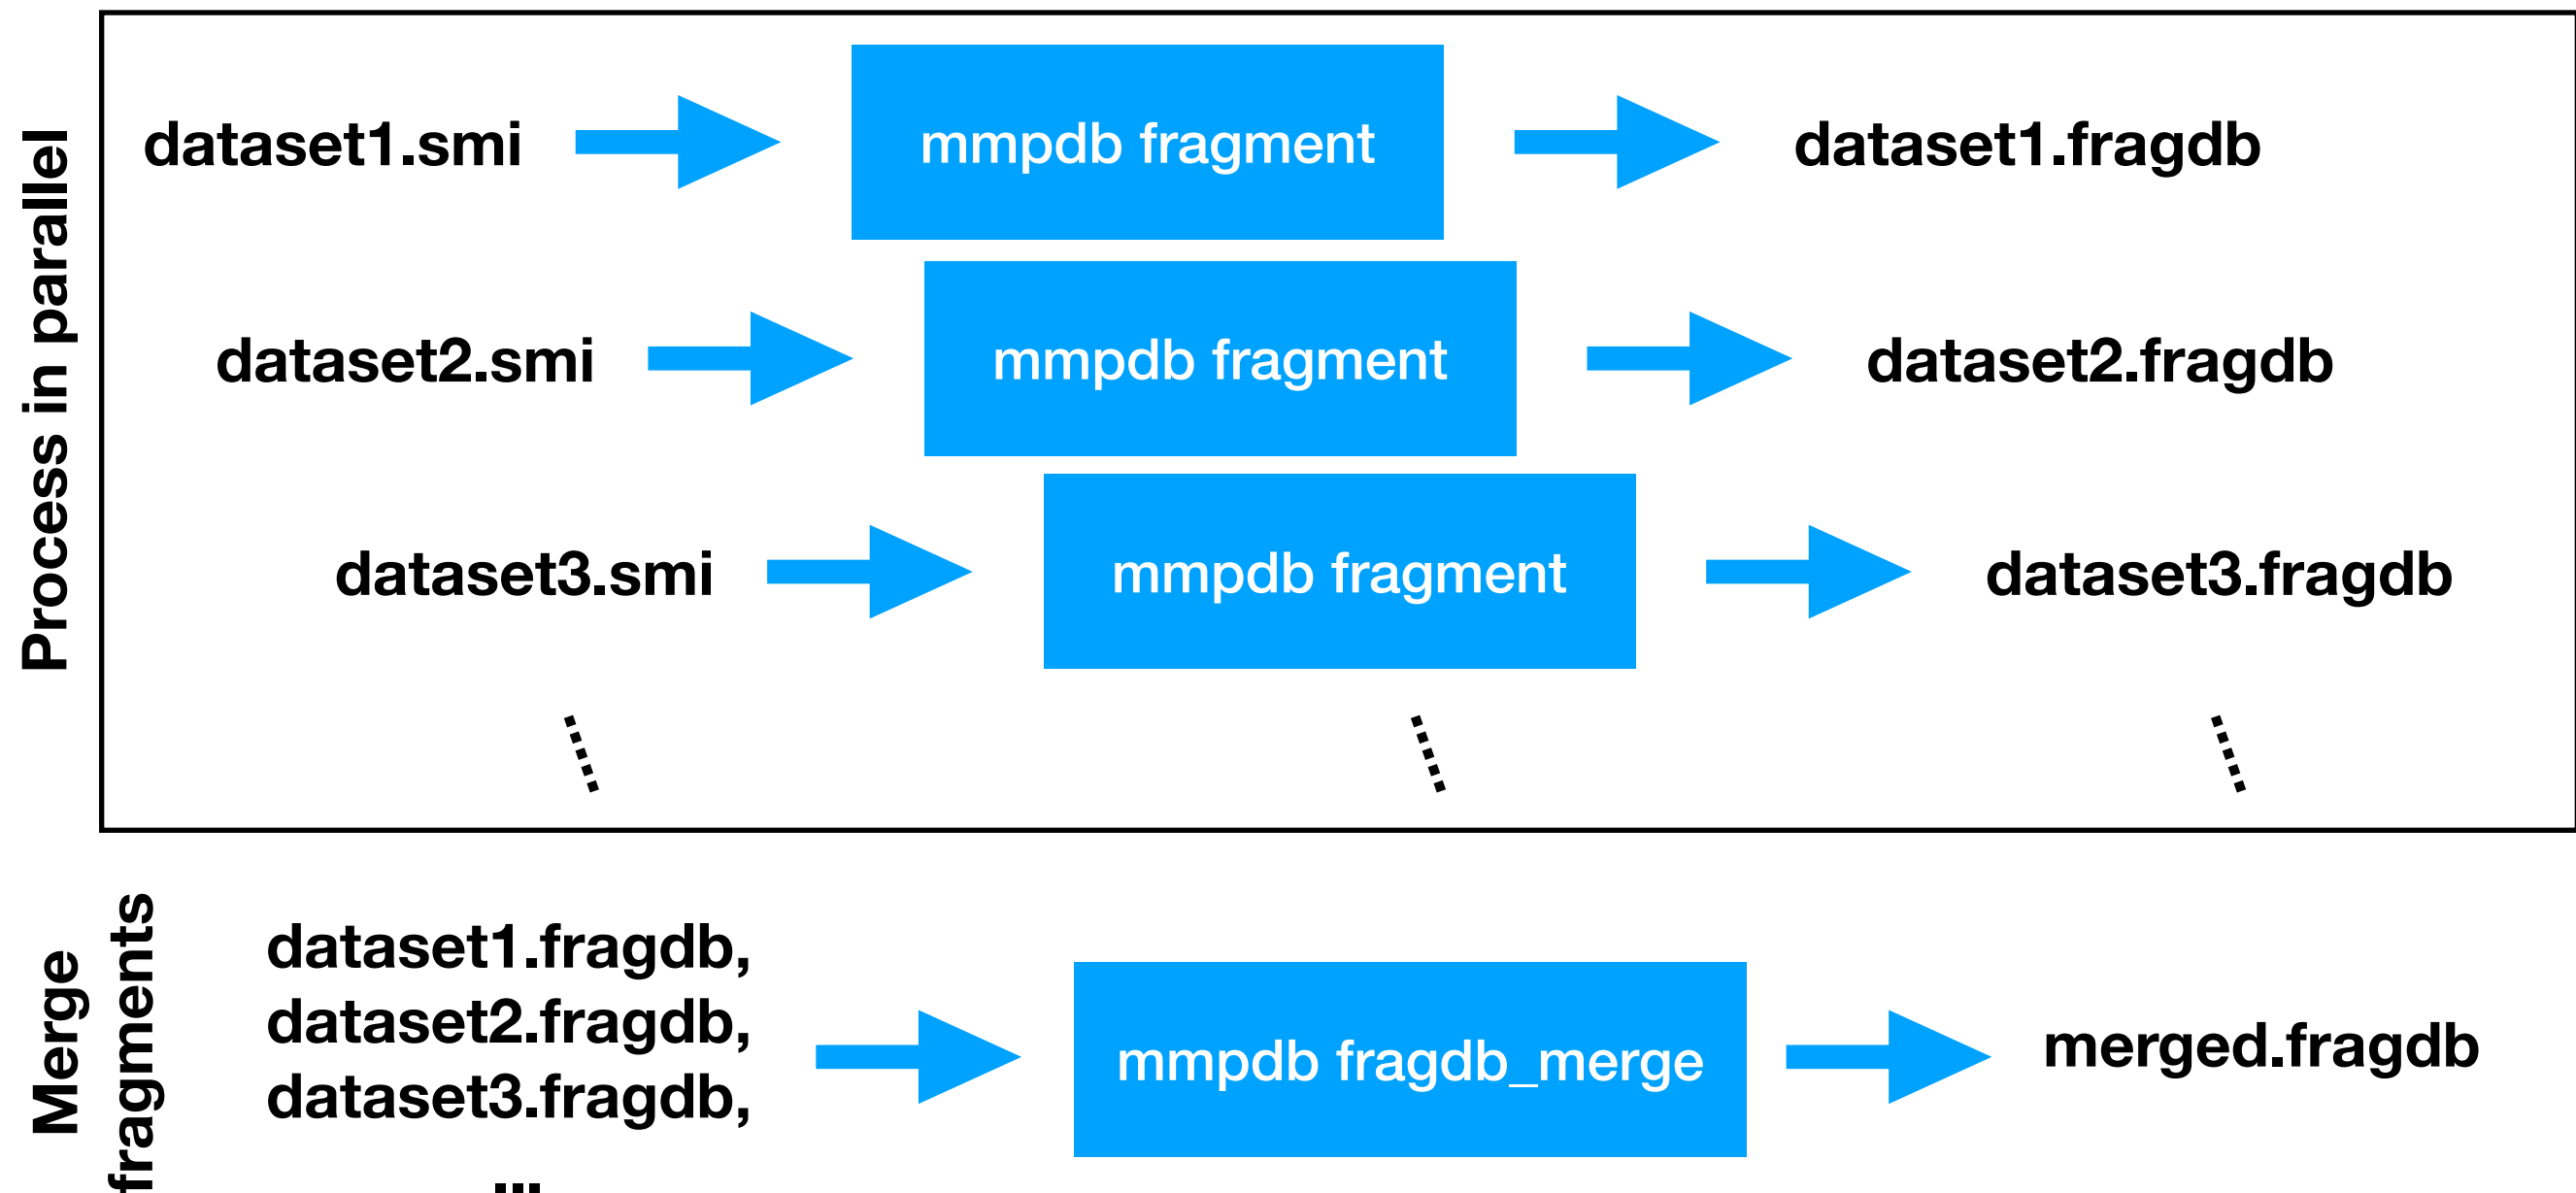 Process in parallel
dataset1.smi
mmpdb fragment
dataset1.fragdb
dataset2.smi
mmpdb fragment
dataset2.fragdb
dataset3.smi
mmpdb fragment
dataset3.fragdb
Merge
fragments
dataset1.fragdb,
dataset2.fragdb,
dataset3.fragdb,
...
mmpdb fragdb_merge
merged.fragdb